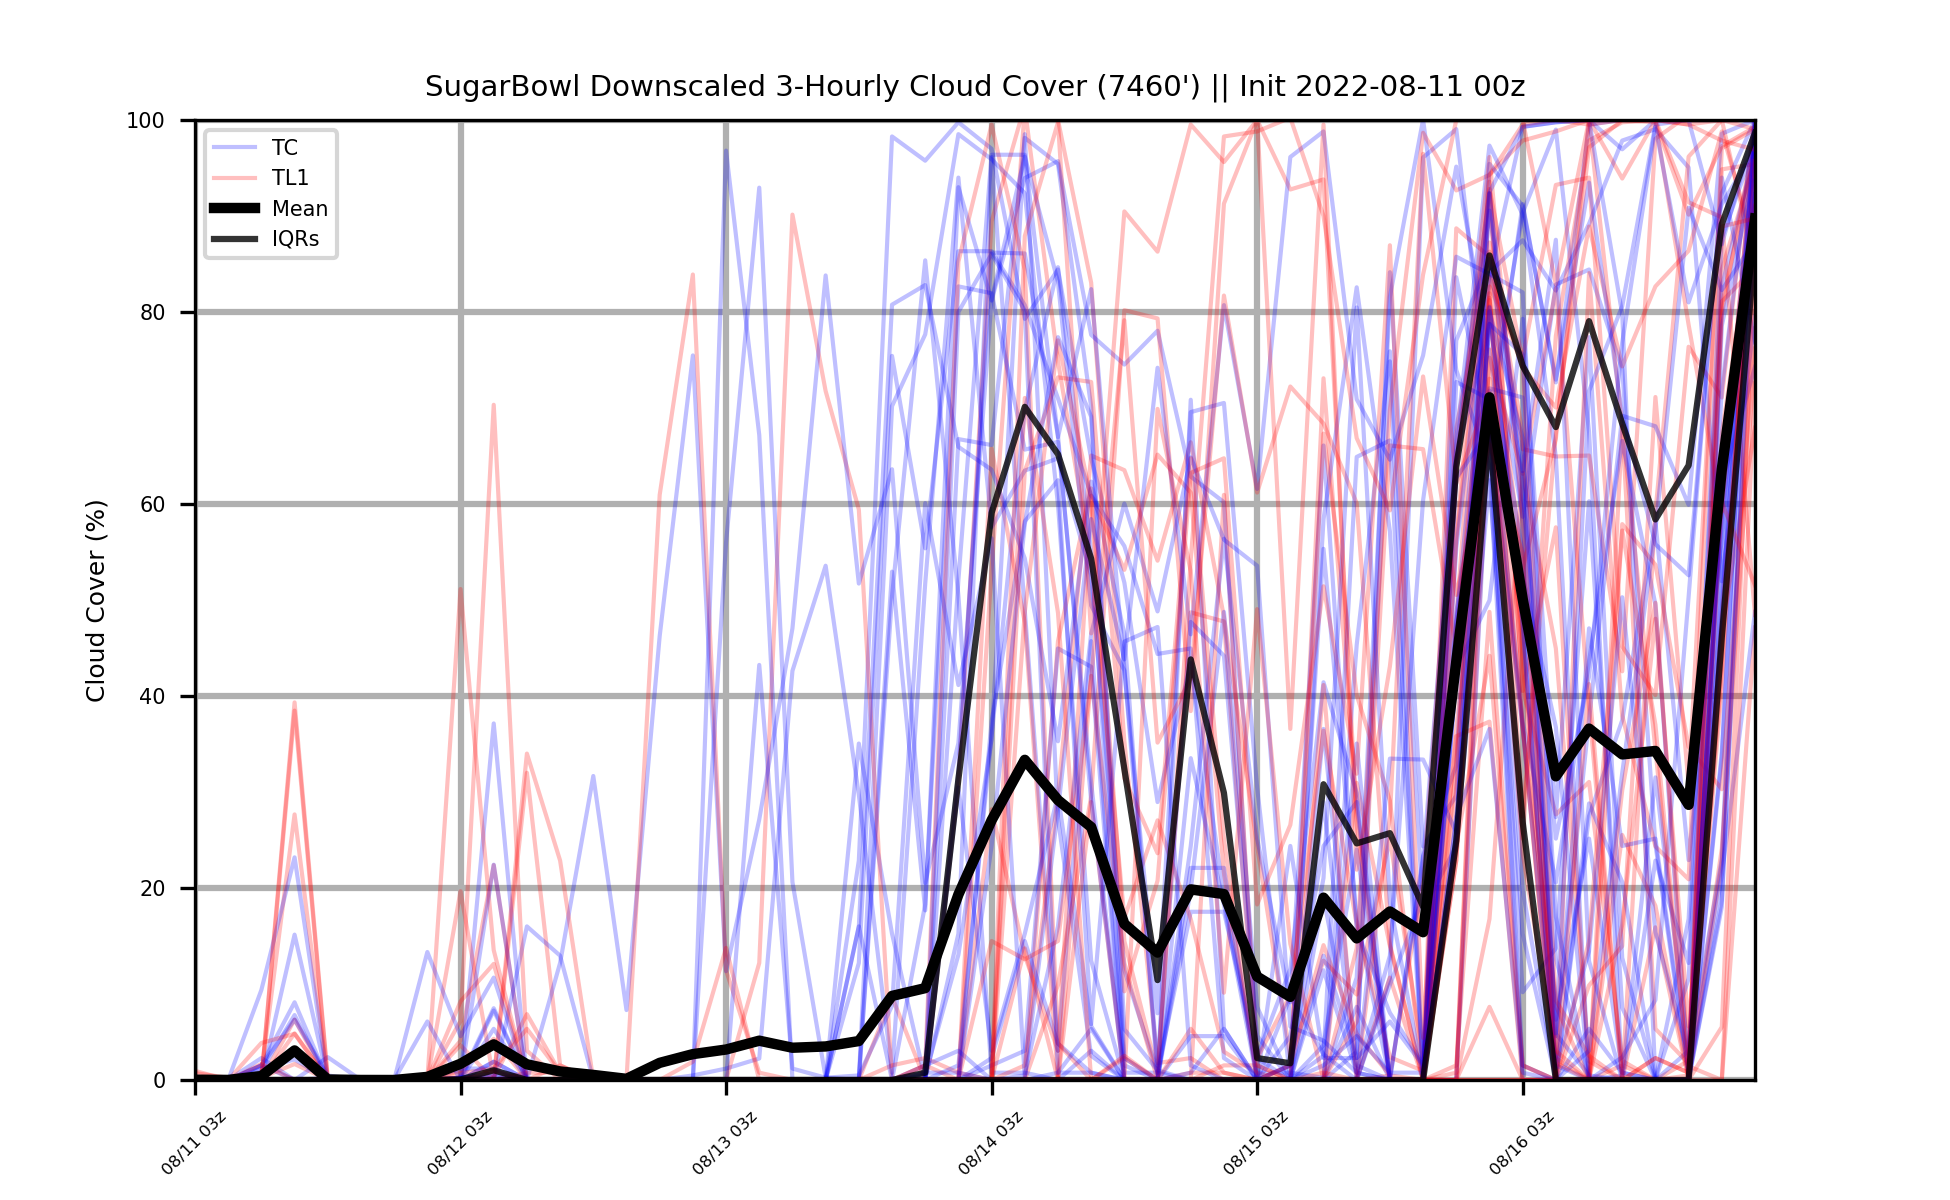 SugarBowl Downscaled 3-Hourly Cloud Cover (7460') || Init 2022-08-11 00z
100
80
60
40
20
0
Cloud Cover (%)
TC
TL1
Mean
IQRs
08/11 03z
08/12 03z
08/13 03z
08/14 03z
08/15 03z
08/16 03z